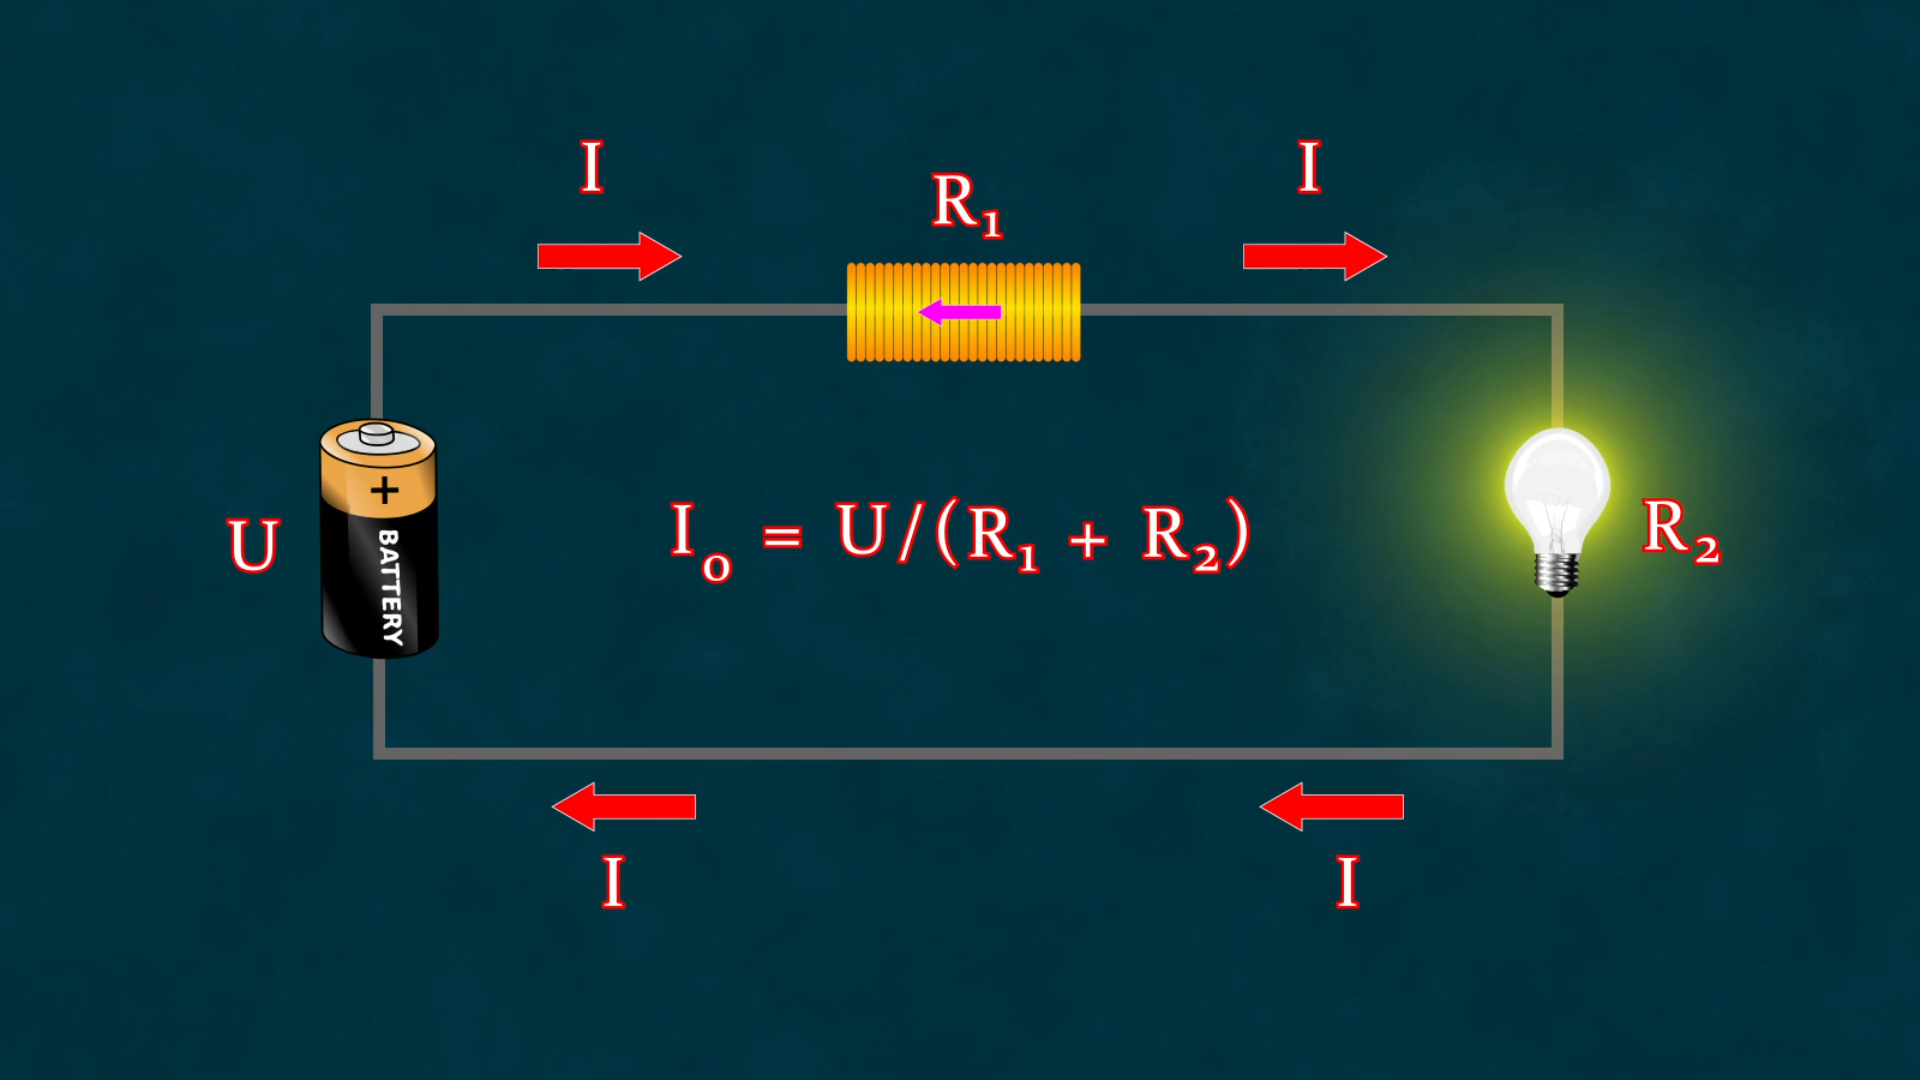 I
I
R₁
U
+
BATTERY
I₀ = U/(R₁ + R₂)
R₂
I
I